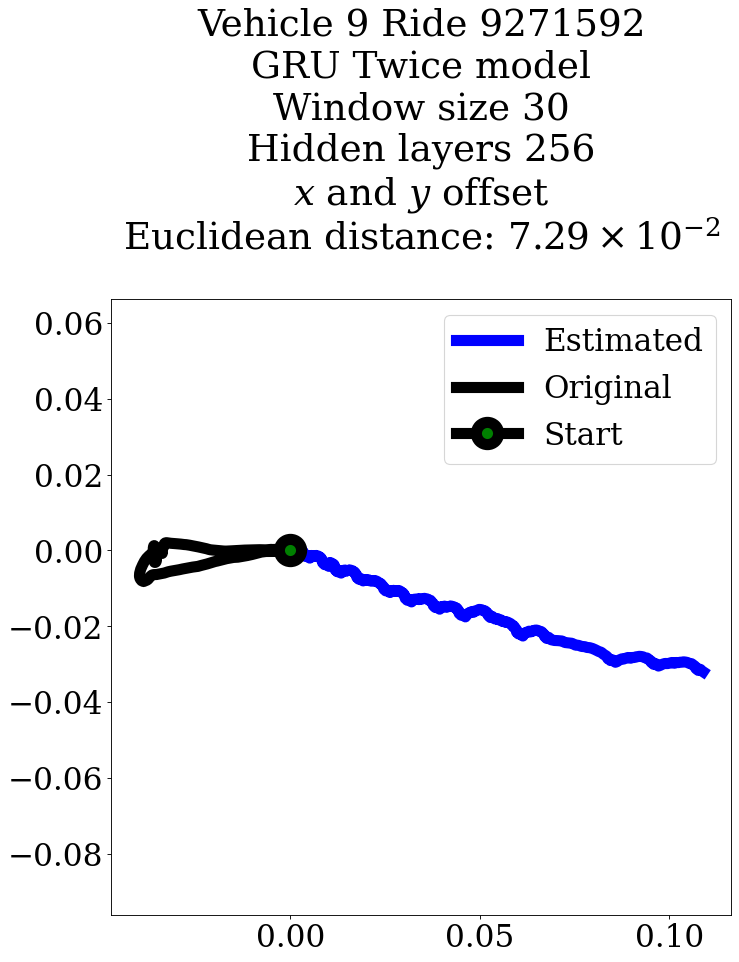 Vehicle 9 Ride 9271592
GRU Twice model
Window size 30
Hidden layers 256
x and y offset
Euclidean distance: 7.29 × 10⁻²
Estimated
Original
Start
0.06
0.04
0.02
0.00
−0.02
−0.04
−0.06
−0.08
0.00 0.05 0.10